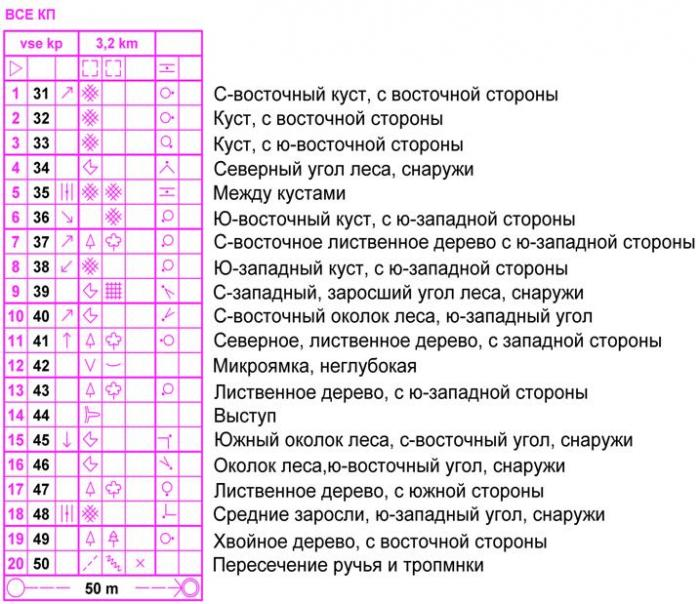 ВСЕ КП
vse kp 3,2 km
1 31 С-восточный куст, с восточной стороны
2 32 Куст, с восточной стороны
3 33 Куст, с ю-восточной стороны
4 34 Северный угол леса, снаружи
5 35 Между кустами
6 36 Ю-восточный куст, с ю-западной стороны
7 37 С-восточное лиственное дерево с ю-западной стороны
8 38 Ю-западный куст, с ю-западной стороны
9 39 С-западный, заросший угол леса, снаружи
10 40 С-восточный околок леса, ю-западный угол
11 41 Северное, лиственное дерево, с западной стороны
12 42 Микроямка, неглубокая
13 43 Лиственное дерево, с ю-западной стороны
14 44 Выступ
15 45 Южный околок леса, с-восточный угол, снаружи
16 46 Околок леса,ю-восточный угол, снаружи
17 47 Лиственное дерево, с южной стороны
18 48 Средние заросли, ю-западный угол, снаружи
19 49 Хвойное дерево, с восточной стороны
20 50 Пересечение ручья и тропмнки
50 m